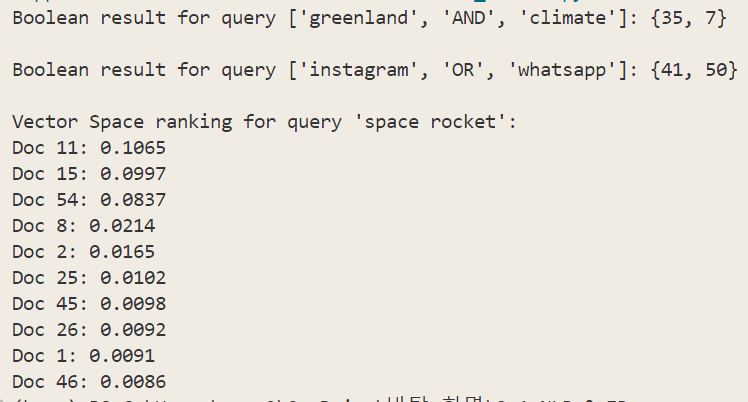 Boolean result for query ['greenland', 'AND', 'climate']: {35, 7}
Boolean result for query ['instagram', 'OR', 'whatsapp']: {41, 50}
Vector Space ranking for query 'space rocket':
Doc 11: 0.1065
Doc 15: 0.0997
Doc 54: 0.0837
Doc 8: 0.0214
Doc 2: 0.0165
Doc 25: 0.0102
Doc 45: 0.0098
Doc 26: 0.0092
Doc 1: 0.0091
Doc 46: 0.0086